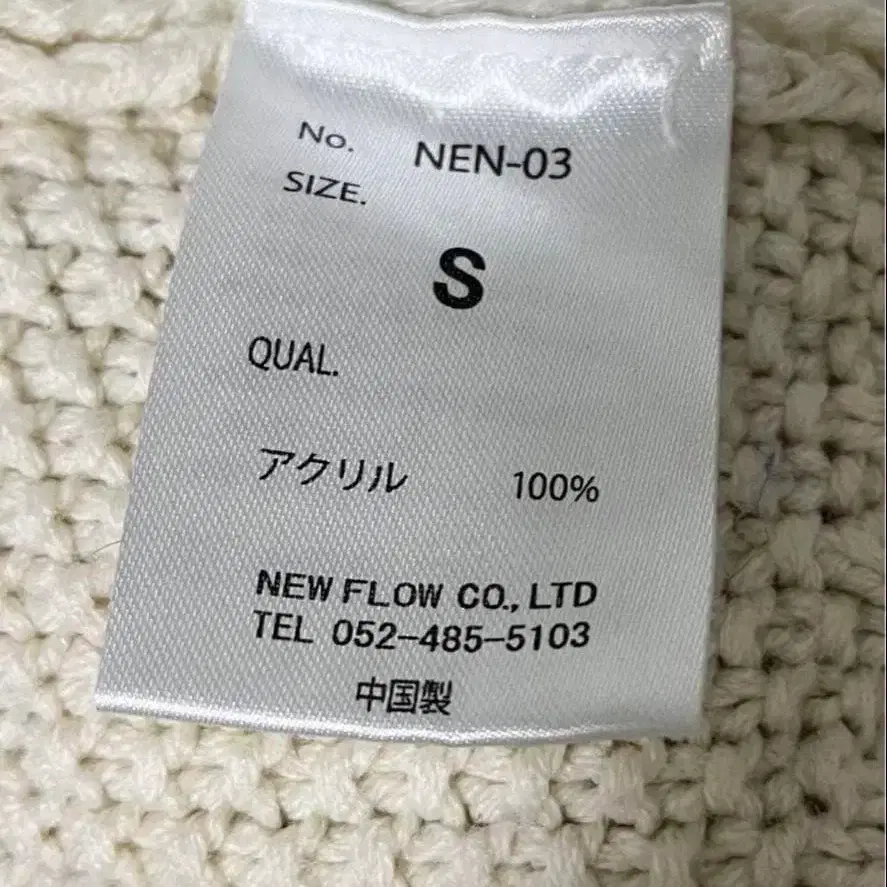 No. NEN-03
SIZE.
S
QUAL.
アクリル 100%
NEW FLOW CO., LTD
TEL 052-485-5103
中国製